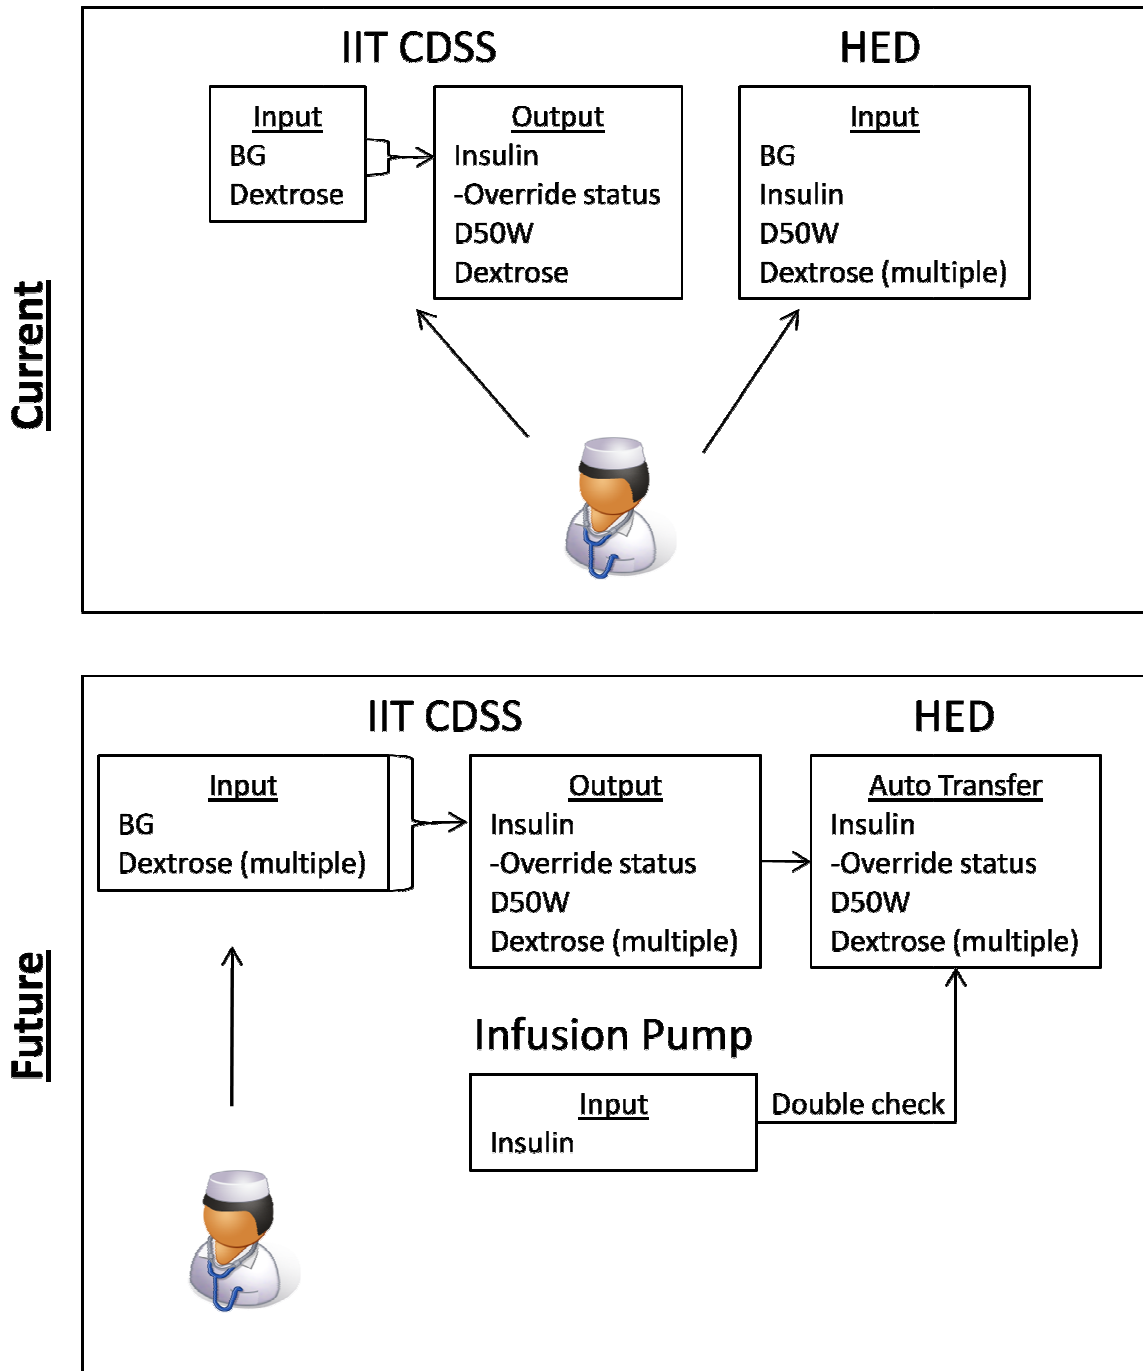 Current
IIT CDSS
HED
Input
BG
Dextrose
Output
Insulin
-Override status
D50W
Dextrose
Input
BG
Insulin
D50W
Dextrose (multiple)
Future
IIT CDSS
HED
Input
BG
Dextrose (multiple)
Output
Insulin
-Override status
D50W
Dextrose (multiple)
Auto Transfer
Insulin
-Override status
D50W
Dextrose (multiple)
Infusion Pump
Input
Insulin
Double check